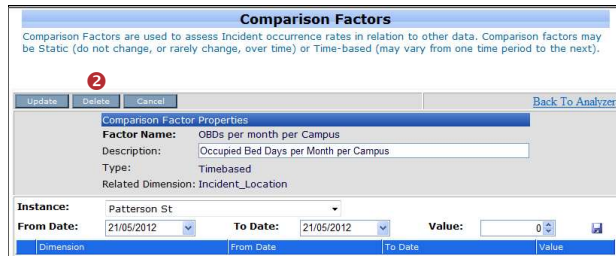 Comparison Factors
Comparison Factors are used to assess Incident occurrence rates in relation to other data. Comparison factors may
be Static (do not change, or rarely change, over time) or Time-based (may vary from one time period to the next).
2
Update Delete Cancel Back To Analyzer
Comparison Factor Properties
Factor Name: OBDs per month per Campus
Description: Occupied Bed Days per Month per Campus
Type: Timebased
Related Dimension: Incident_Location
Instance: Patterson St
From Date: 21/05/2012 To Date: 21/05/2012 Value: 0
Dimension From Date To Date Value